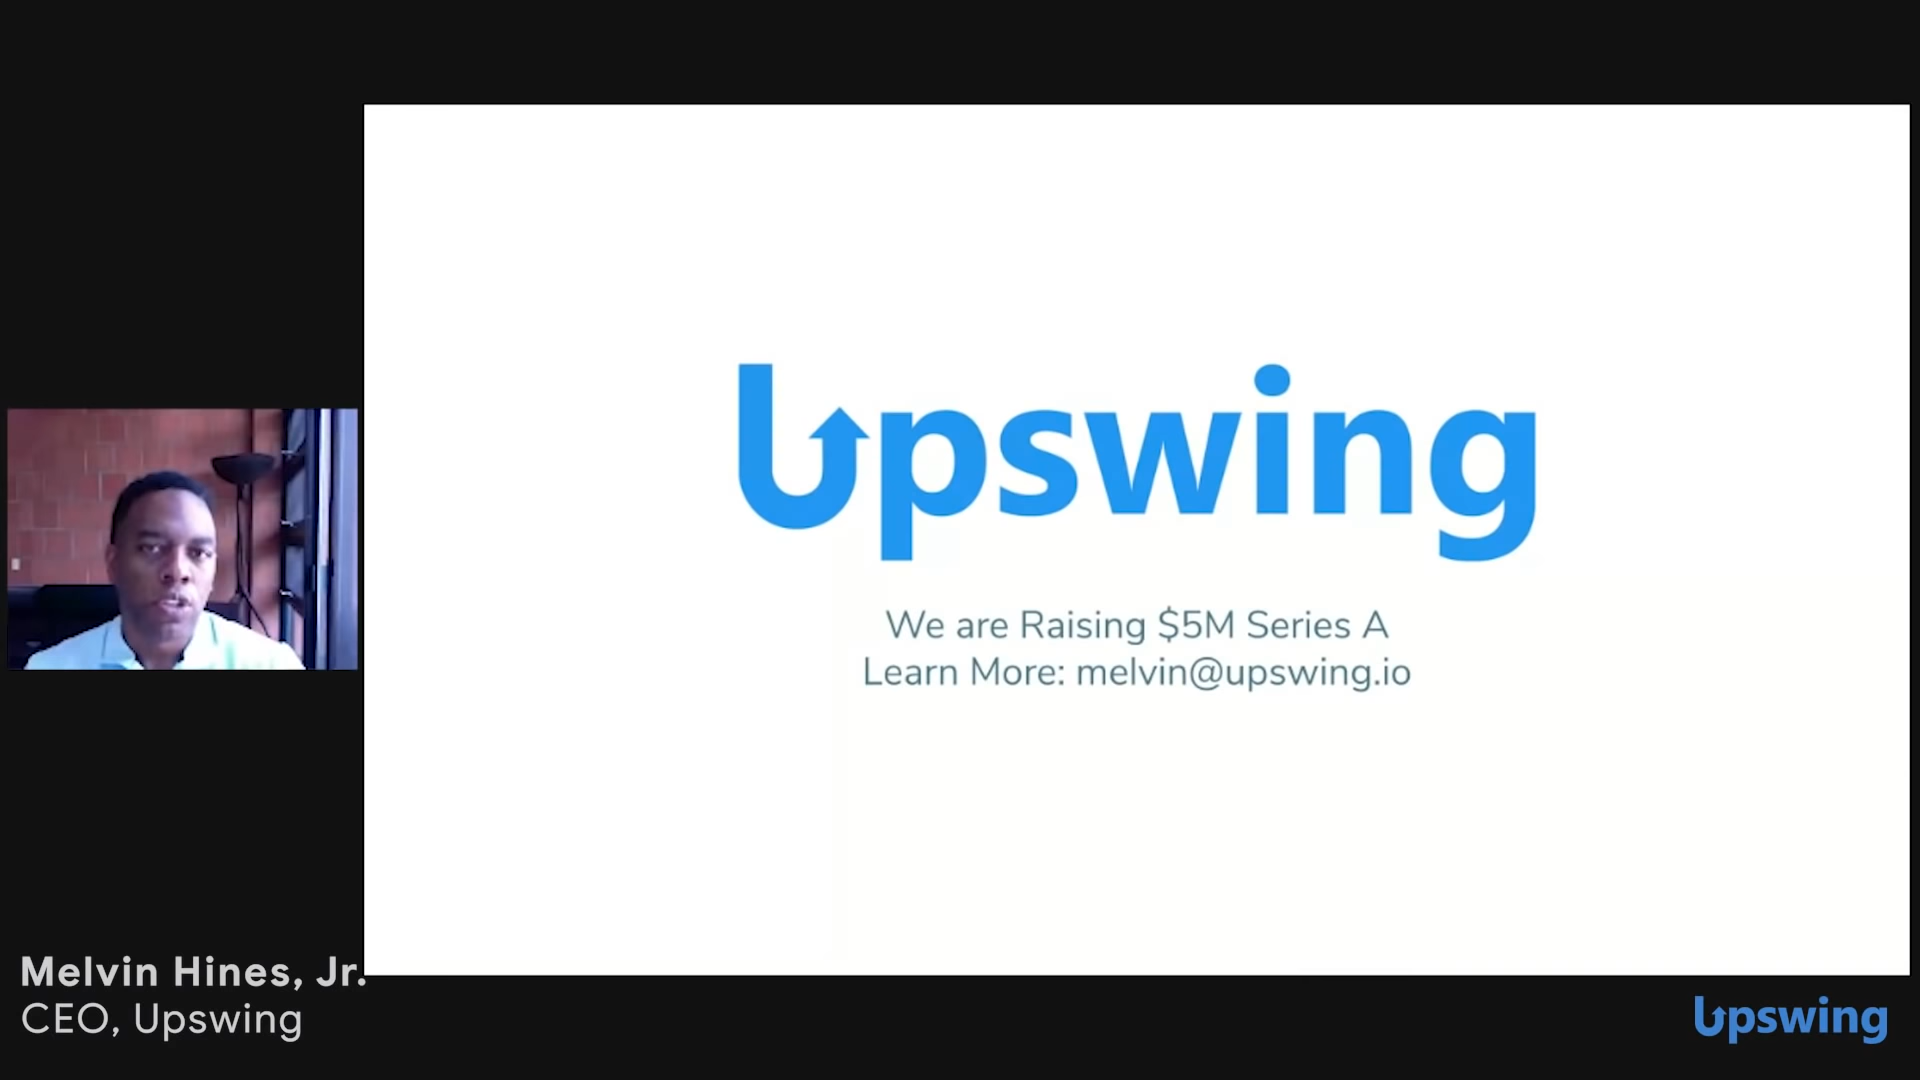 Upswing
We are Raising $5M Series A
Learn More: melvin@upswing.io
Melvin Hines, Jr.
CEO, Upswing
Upswing